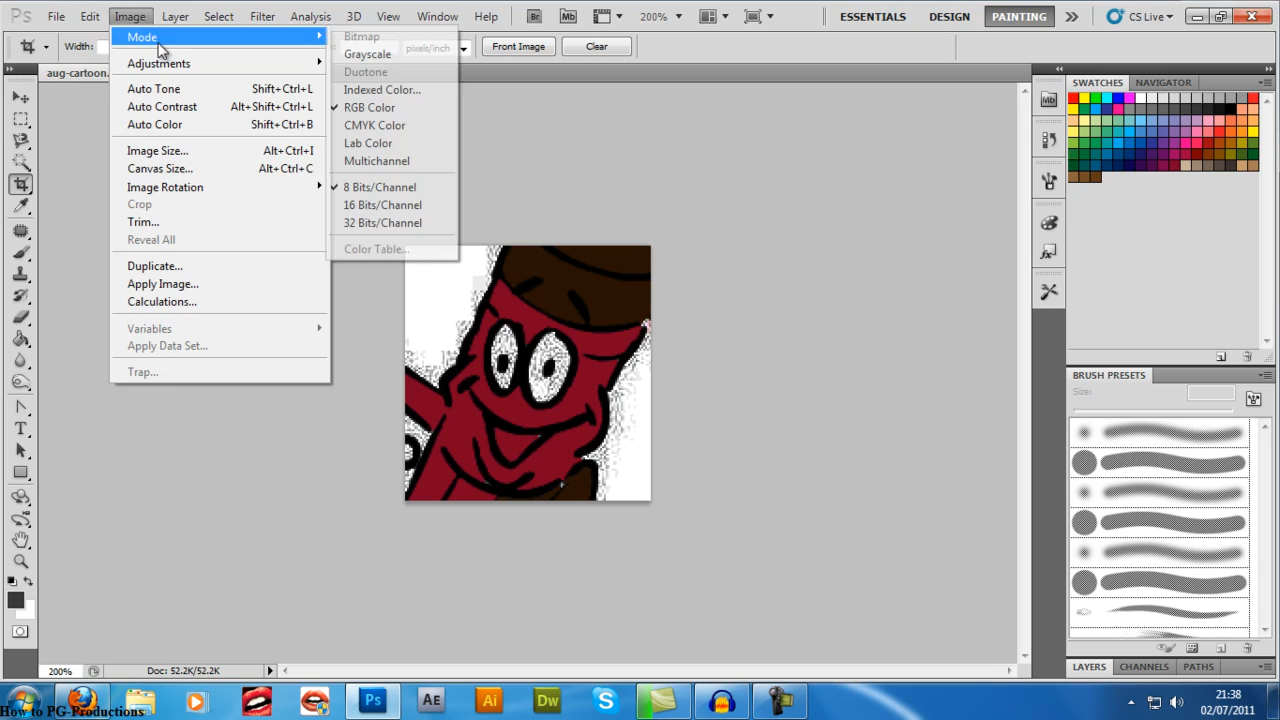 Ps File Edit Image Layer Select Filter Analysis 3D View Window Help Br Mb 200% ESSENTIALS DESIGN PAINTING CS Live
Width: pixels/inch Front Image Clear
aug-cartoon.
Mode
Adjustments
Auto Tone Shift+Ctrl+L
Auto Contrast Alt+Shift+Ctrl+L
Auto Color Shift+Ctrl+B
Image Size... Alt+Ctrl+I
Canvas Size... Alt+Ctrl+C
Image Rotation
Crop
Trim...
Reveal All
Duplicate...
Apply Image...
Calculations...
Variables
Apply Data Set...
Trap...
Bitmap
Grayscale
Duotone
Indexed Color...
RGB Color
CMYK Color
Lab Color
Multichannel
8 Bits/Channel
16 Bits/Channel
32 Bits/Channel
Color Table...
SWATCHES NAVIGATOR
Mb
BRUSH PRESETS
Size:
LAYERS CHANNELS PATHS
200% Doc: 52.2K/52.2K
Ps Ae Ai Dw
21:38
02/07/2011
How to PG-Productions